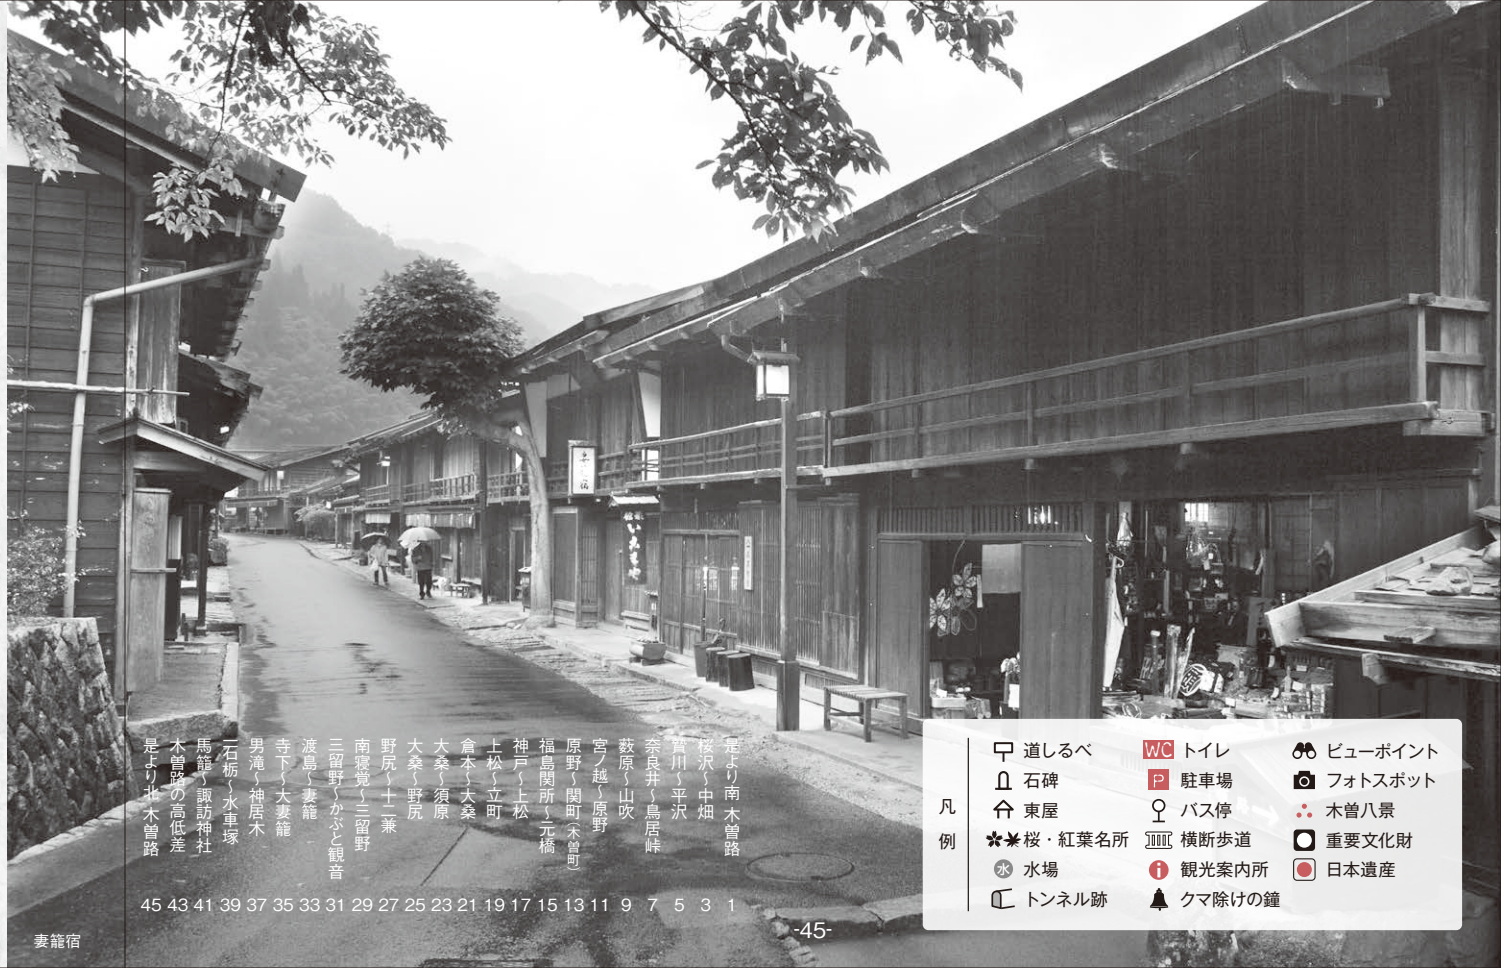 是より南 木曽路 1
桜沢〜中畑 3
贄川〜平沢 5
奈良井〜鳥居峠 7
薮原〜山吹 9
宮ノ越〜原野 11
原野〜関町（木曽町） 13
福島関所〜元橋 15
神戸〜上松 17
上松〜立町 19
倉本〜大桑 21
大桑〜須原 23
大桑〜野尻 25
野尻〜十二兼 27
南寝覚〜三留野 29
三留野〜かぶと観音 31
渡島〜妻籠 33
寺下〜大妻籠 35
男滝〜神居木 37
一石栃〜水車塚 39
馬籠〜諏訪神社 41
木曽路の高低差 43
是より北 木曽路 45
妻籠宿
-45-
凡例
道しるべ
石碑
東屋
桜・紅葉名所
水 水場
トンネル跡
WC トイレ
P 駐車場
バス停
横断歩道
i 観光案内所
クマ除けの鐘
ビューポイント
フォトスポット
木曽八景
重要文化財
日本遺産